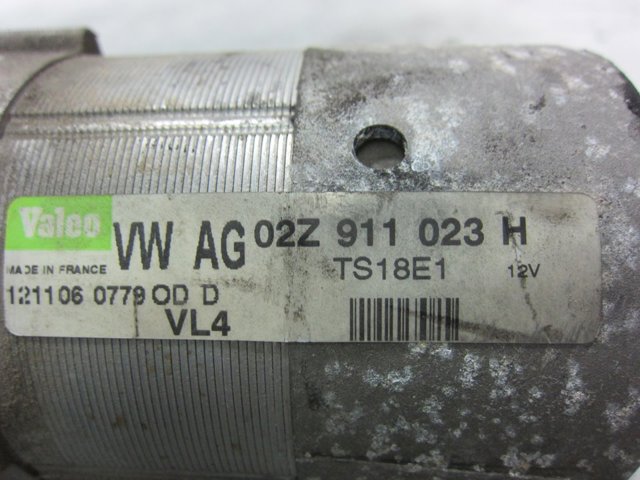 Valeo VW AG 02Z 911 023 H
MADE IN FRANCE TS18E1 12V
121106 0779 OD D
VL4